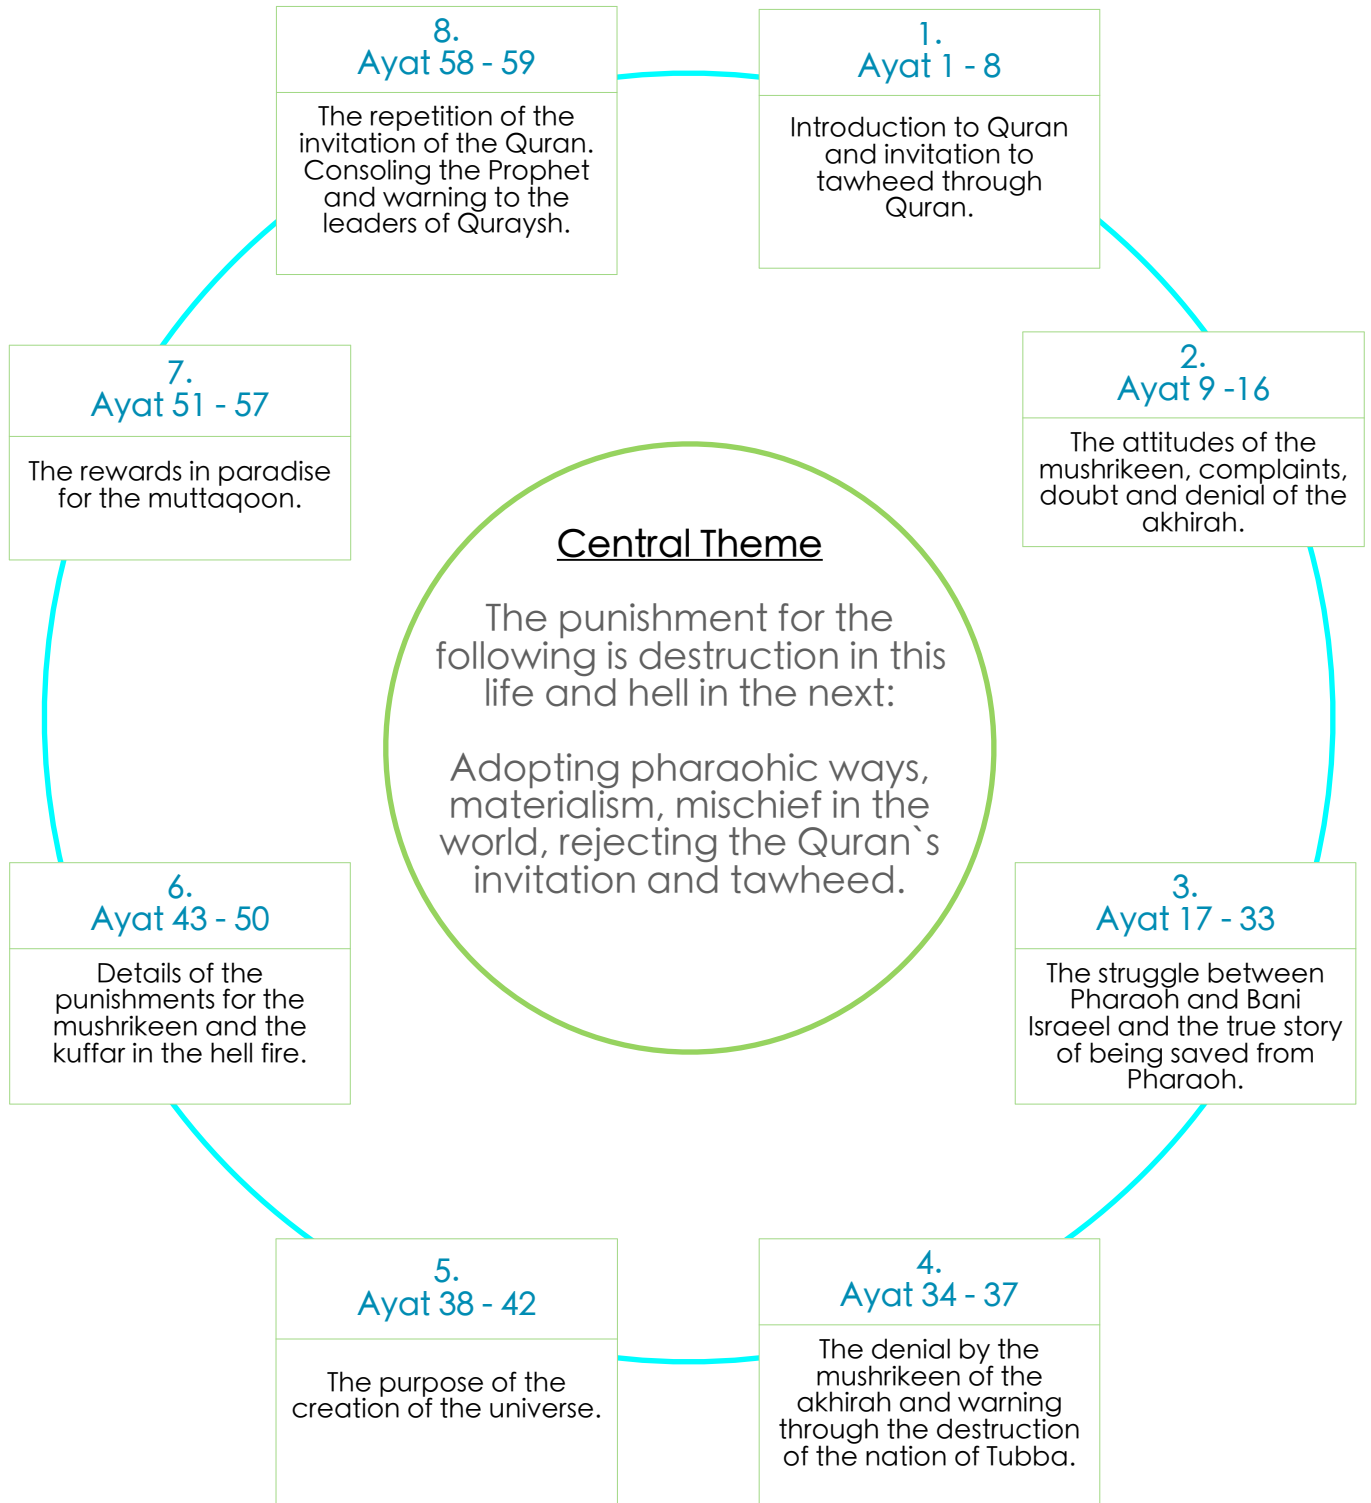 8.
Ayat 58 - 59
The repetition of the
invitation of the Quran.
Consoling the Prophet
and warning to the
leaders of Quraysh.
1.
Ayat 1 - 8
Introduction to Quran
and invitation to
tawheed through
Quran.
2.
Ayat 9 -16
The attitudes of the
mushrikeen, complaints,
doubt and denial of the
akhirah.
3.
Ayat 17 - 33
The struggle between
Pharaoh and Bani
Israeel and the true story
of being saved from
Pharaoh.
4.
Ayat 34 - 37
The denial by the
mushrikeen of the
akhirah and warning
through the destruction
of the nation of Tubba.
5.
Ayat 38 - 42
The purpose of the
creation of the universe.
6.
Ayat 43 - 50
Details of the
punishments for the
mushrikeen and the
kuffar in the hell fire.
7.
Ayat 51 - 57
The rewards in paradise
for the muttaqoon.
Central Theme
The punishment for the
following is destruction in this
life and hell in the next:
Adopting pharaohic ways,
materialism, mischief in the
world, rejecting the Quran`s
invitation and tawheed.